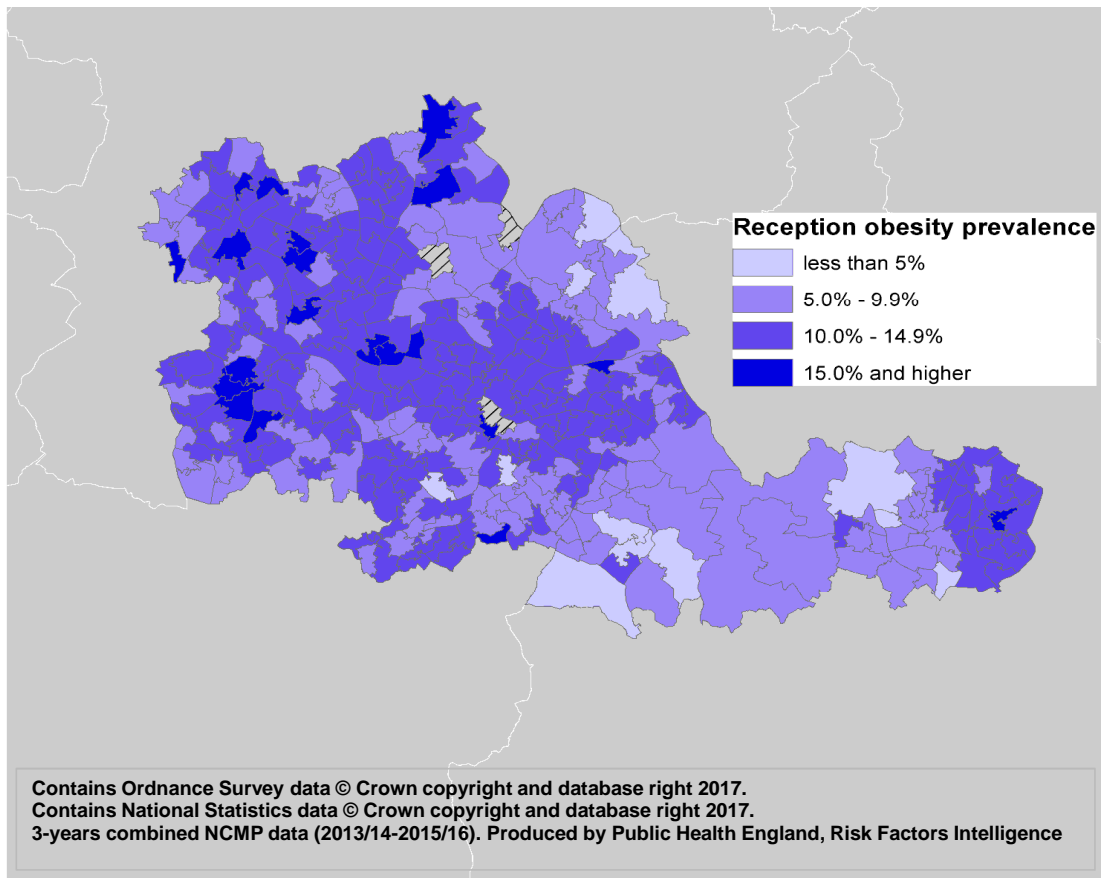 Reception obesity prevalence
less than 5%
5.0% - 9.9%
10.0% - 14.9%
15.0% and higher
Contains Ordnance Survey data © Crown copyright and database right 2017.
Contains National Statistics data © Crown copyright and database right 2017.
3-years combined NCMP data (2013/14-2015/16). Produced by Public Health England, Risk Factors Intelligence